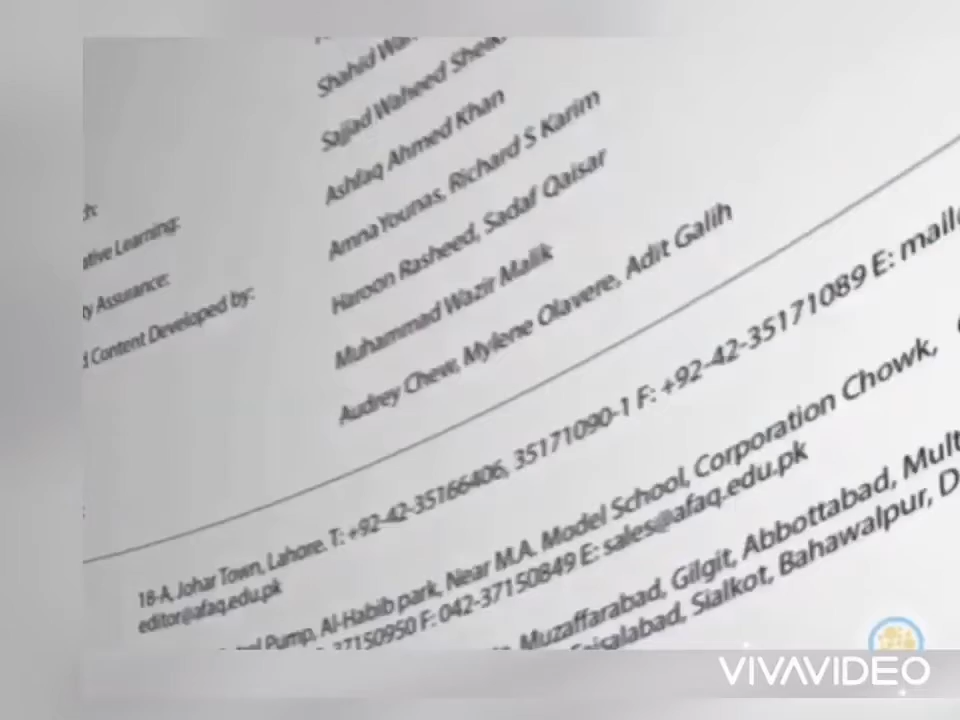 Shahid
Sajjad Waheed
Ashfaq Ahmed Khan
Amna Younas, Richard S Karim
ative Learning:
Haroon Rasheed, Sadaf Qaisar
ty Assurance:
Muhammad Wazir Malik
d Content Developed by:
Audrey Chew, Mylene Olavere, Adit Galih
18-A, Johar Town, Lahore. T: +92-42-35166406, 35171090-1 F: +92-42-35171089 E:
editor@afaq.edu.pk
Pump, Al-Habib park, Near M.A. Model School, Corporation Chowk,
37150950 F: 042-37150849 E: sales@afaq.edu.pk
Muzaffarabad, Gilgit, Abbottabad,
Faisalabad, Sialkot, Bahawalpur,
VIVAVIDEO